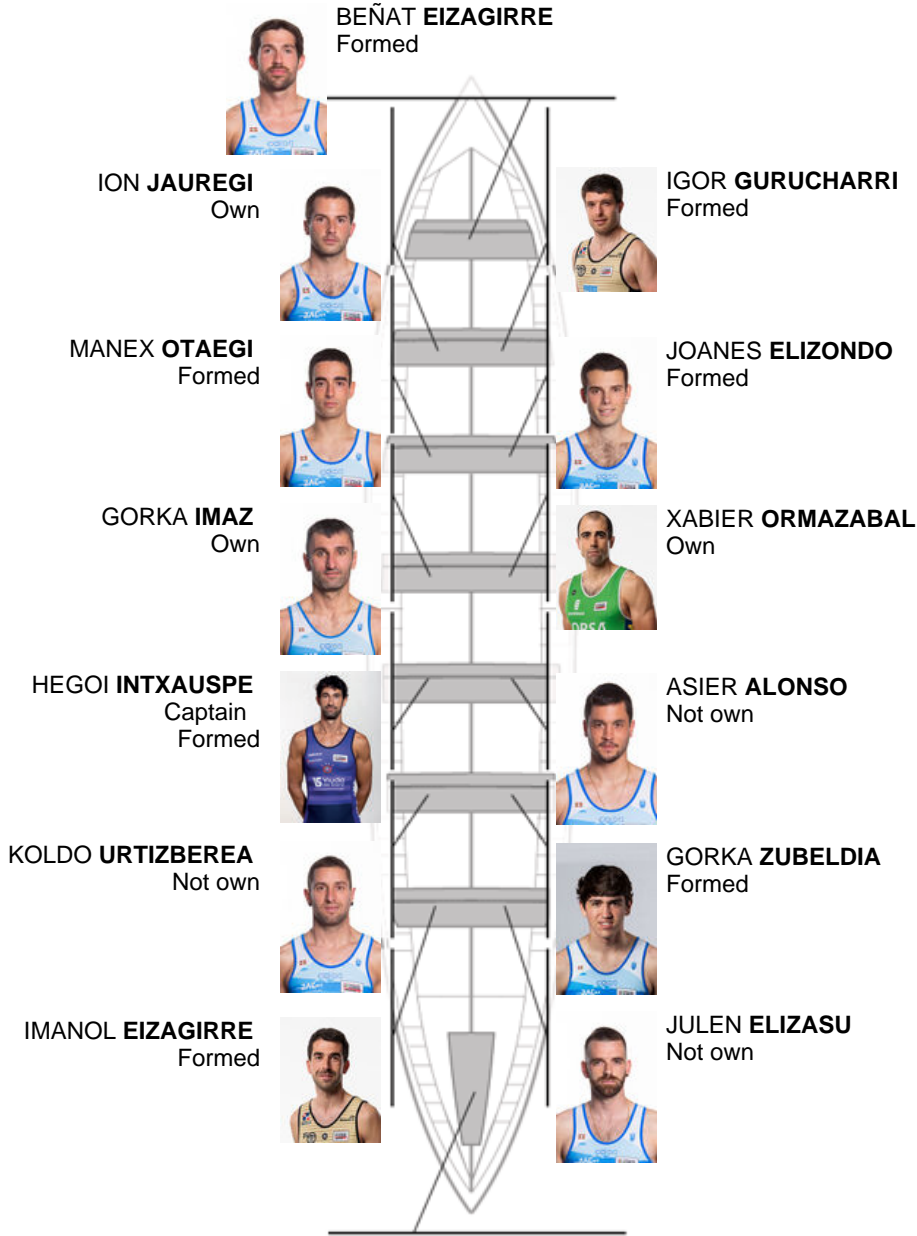 BEÑAT EIZAGIRRE
Formed
ION JAUREGI
Own
IGOR GURUCHARRI
Formed
MANEX OTAEGI
Formed
JOANES ELIZONDO
Formed
GORKA IMAZ
Own
XABIER ORMAZABAL
Own
HEGOI INTXAUSPE
Captain
Formed
ASIER ALONSO
Not own
KOLDO URTIZBEREA
Not own
GORKA ZUBELDIA
Formed
IMANOL EIZAGIRRE
Formed
JULEN ELIZASU
Not own